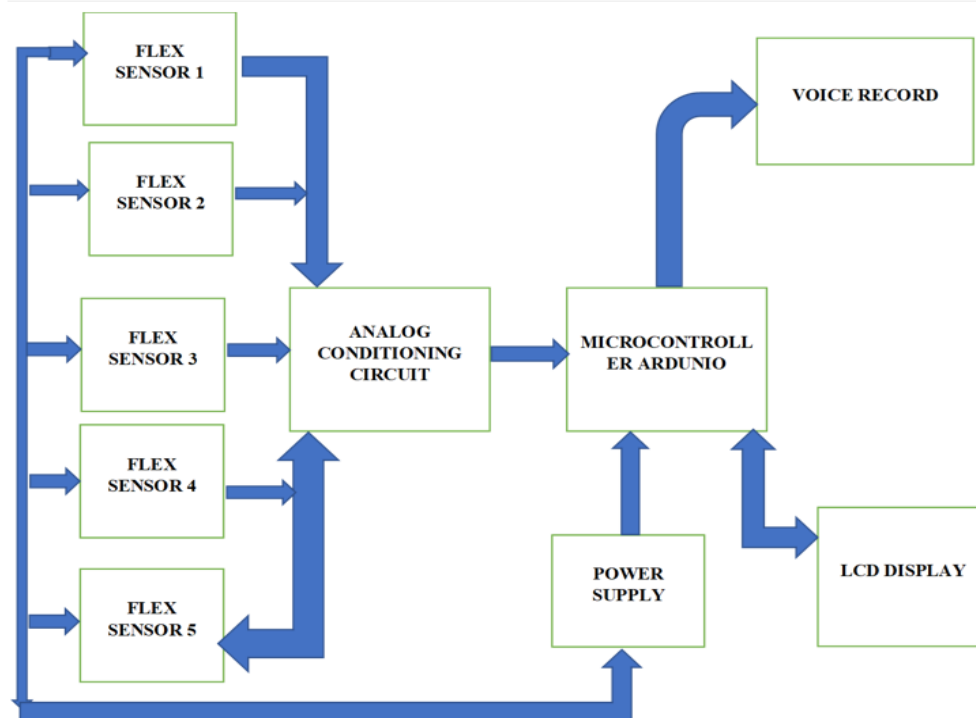 FLEX
SENSOR 1
FLEX
SENSOR 2
FLEX
SENSOR 3
FLEX
SENSOR 4
FLEX
SENSOR 5
ANALOG
CONDITIONING
CIRCUIT
MICROCONTROLL
ER ARDUNIO
VOICE RECORD
POWER
SUPPLY
LCD DISPLAY